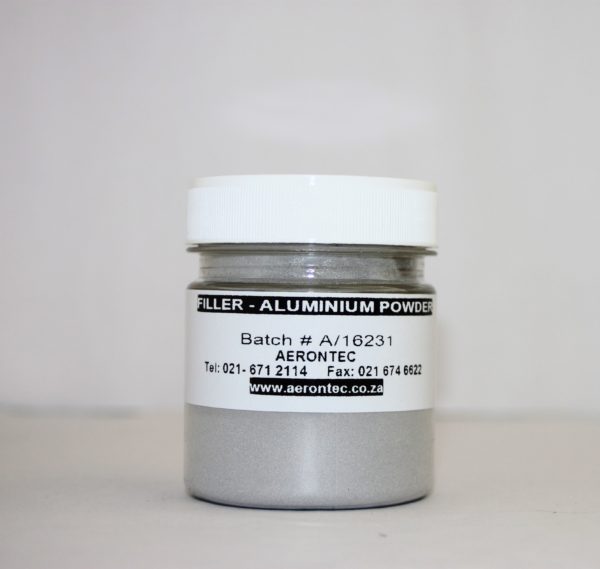 FILLER - ALUMINIUM POWDER
Batch # A/16231
AERONTEC
Tel: 021- 671 2114 Fax: 021 674 6622
www.aerontec.co.za